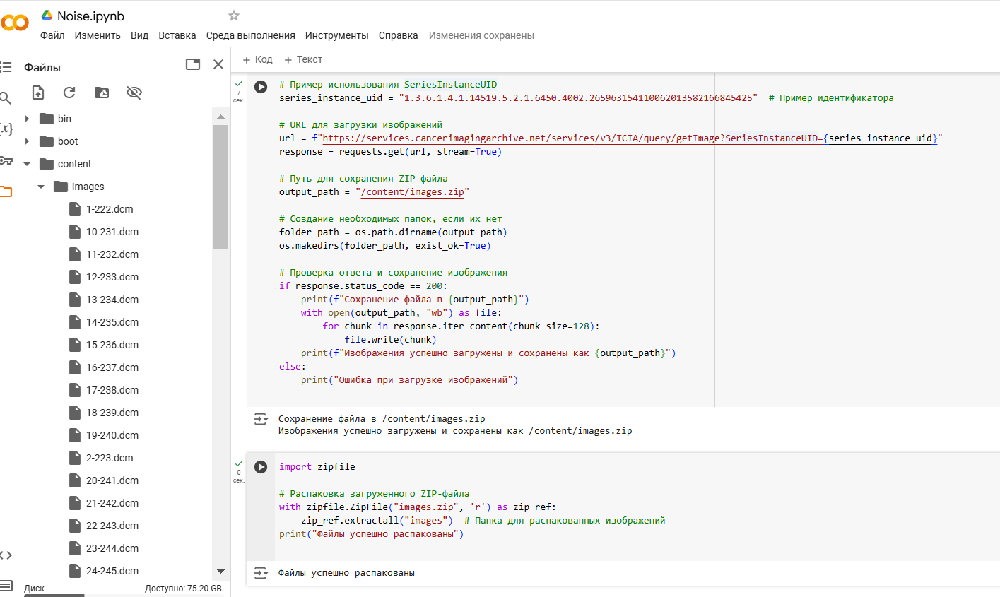 Noise.ipynb
Файл Изменить Вид Вставка Среда выполнения Инструменты Справка Изменения сохранены
Файлы
bin
boot
content
images
1-222.dcm
10-231.dcm
11-232.dcm
12-233.dcm
13-234.dcm
14-235.dcm
15-236.dcm
16-237.dcm
17-238.dcm
18-239.dcm
19-240.dcm
2-223.dcm
20-241.dcm
21-242.dcm
22-243.dcm
23-244.dcm
24-245.dcm
Диск Доступно: 75.20 GB.
+ Код + Текст
7
сек.
# Пример использования SeriesInstanceUID
series_instance_uid = "1.3.6.1.4.1.14519.5.2.1.6450.4002.265963154110062013582166845425"  # Пример идентификатора
# URL для загрузки изображений
url = f"https://services.cancerimagingarchive.net/services/v3/TCIA/query/getImage?SeriesInstanceUID={series_instance_uid}"
response = requests.get(url, stream=True)
# Путь для сохранения ZIP-файла
output_path = "/content/images.zip"
# Создание необходимых папок, если их нет
folder_path = os.path.dirname(output_path)
os.makedirs(folder_path, exist_ok=True)
# Проверка ответа и сохранение изображения
if response.status_code == 200:
    print(f"Сохранение файла в {output_path}")
    with open(output_path, "wb") as file:
        for chunk in response.iter_content(chunk_size=128):
            file.write(chunk)
    print(f"Изображения успешно загружены и сохранены как {output_path}")
else:
    print("Ошибка при загрузке изображений")
Сохранение файла в /content/images.zip
Изображения успешно загружены и сохранены как /content/images.zip
0
сек.
import zipfile
# Распаковка загруженного ZIP-файла
with zipfile.ZipFile("images.zip", 'r') as zip_ref:
    zip_ref.extractall("images")  # Папка для распакованных изображений
print("Файлы успешно распакованы")
Файлы успешно распакованы